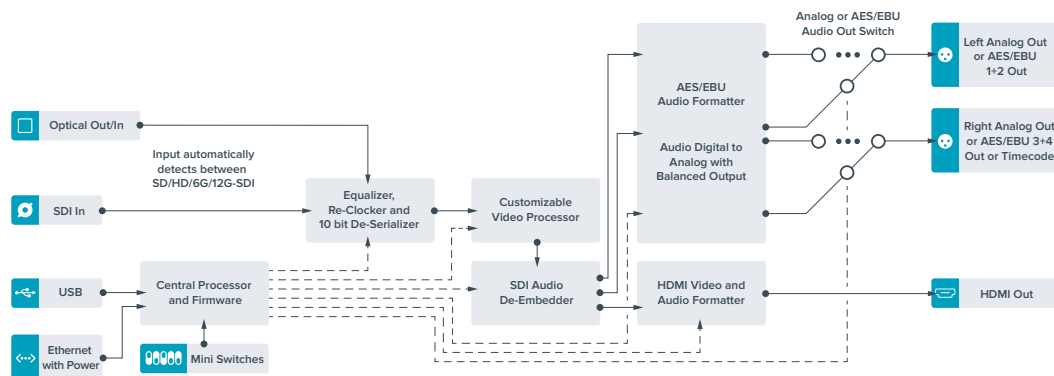 Analog or AES/EBU
Audio Out Switch
Left Analog Out
or AES/EBU
1+2 Out
AES/EBU
Audio Formatter
Optical Out/In
Right Analog Out
or AES/EBU 3+4
Out or Timecode
Audio Digital to
Analog with
Balanced Output
Input automatically
detects between
SD/HD/6G/12G-SDI
Equalizer,
Re-Clocker and
10 bit De-Serializer
Customizable
Video Processor
SDI In
USB
Central Processor
and Firmware
SDI Audio
De-Embedder
HDMI Video and
Audio Formatter
HDMI Out
Ethernet
with Power
Mini Switches